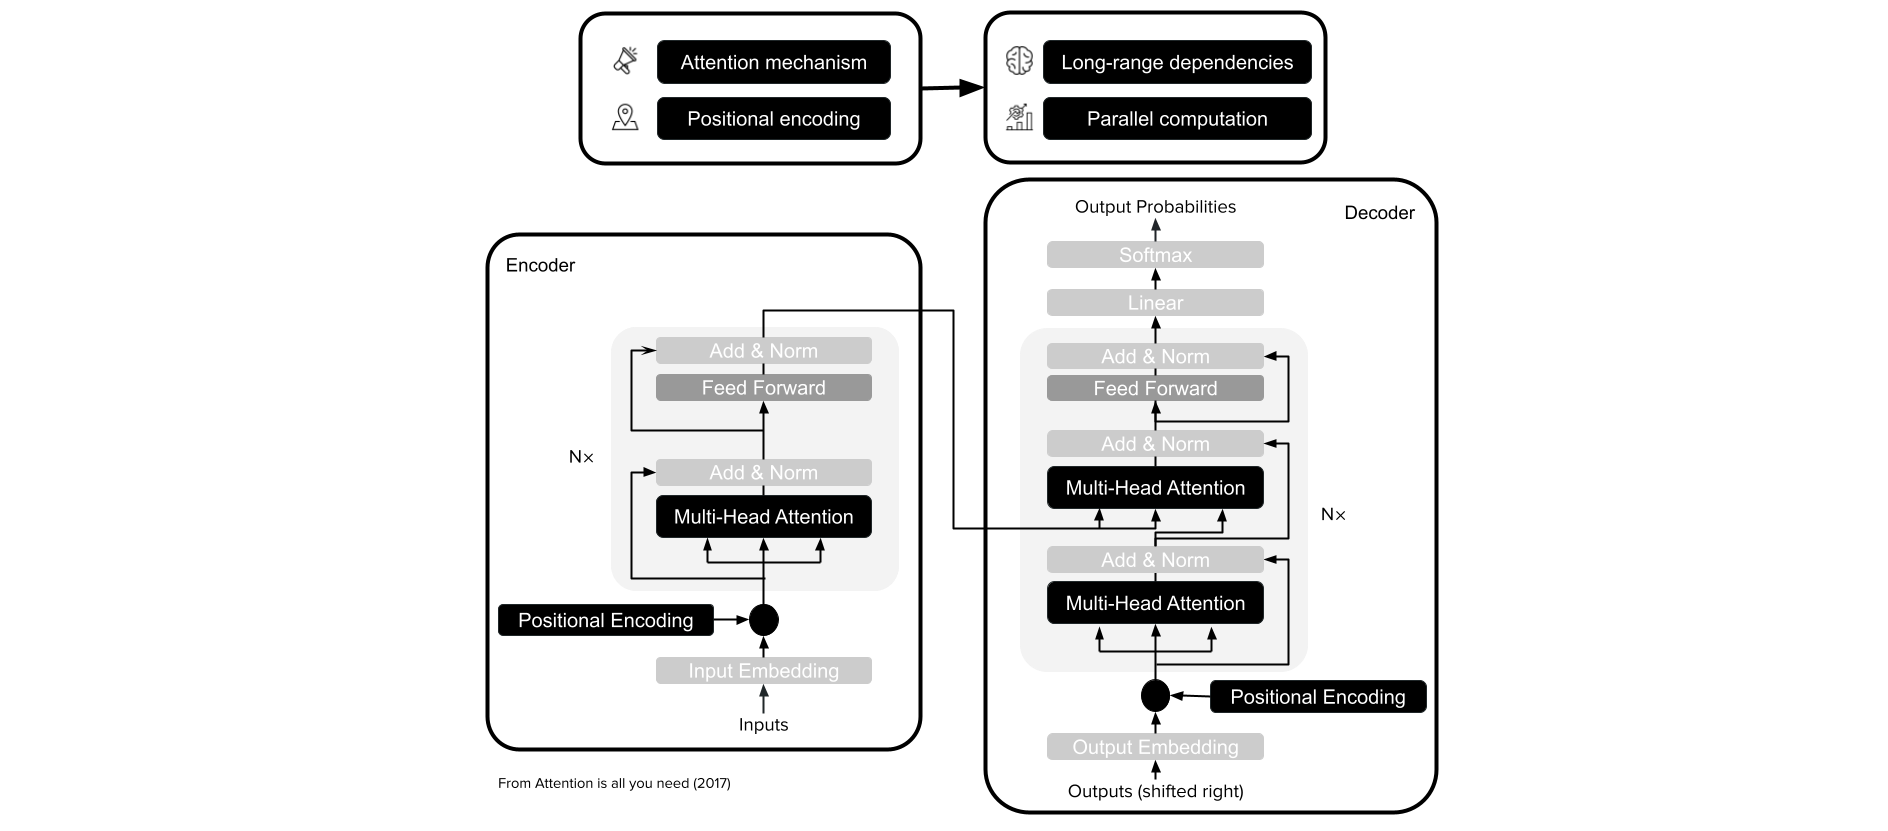 Attention mechanism
Positional encoding
Long-range dependencies
Parallel computation
Encoder
Add & Norm
Feed Forward
N×
Add & Norm
Multi-Head Attention
Positional Encoding
Input Embedding
Inputs
From Attention is all you need (2017)
Decoder
Output Probabilities
Softmax
Linear
Add & Norm
Feed Forward
Add & Norm
Multi-Head Attention
N×
Add & Norm
Multi-Head Attention
Positional Encoding
Output Embedding
Outputs (shifted right)